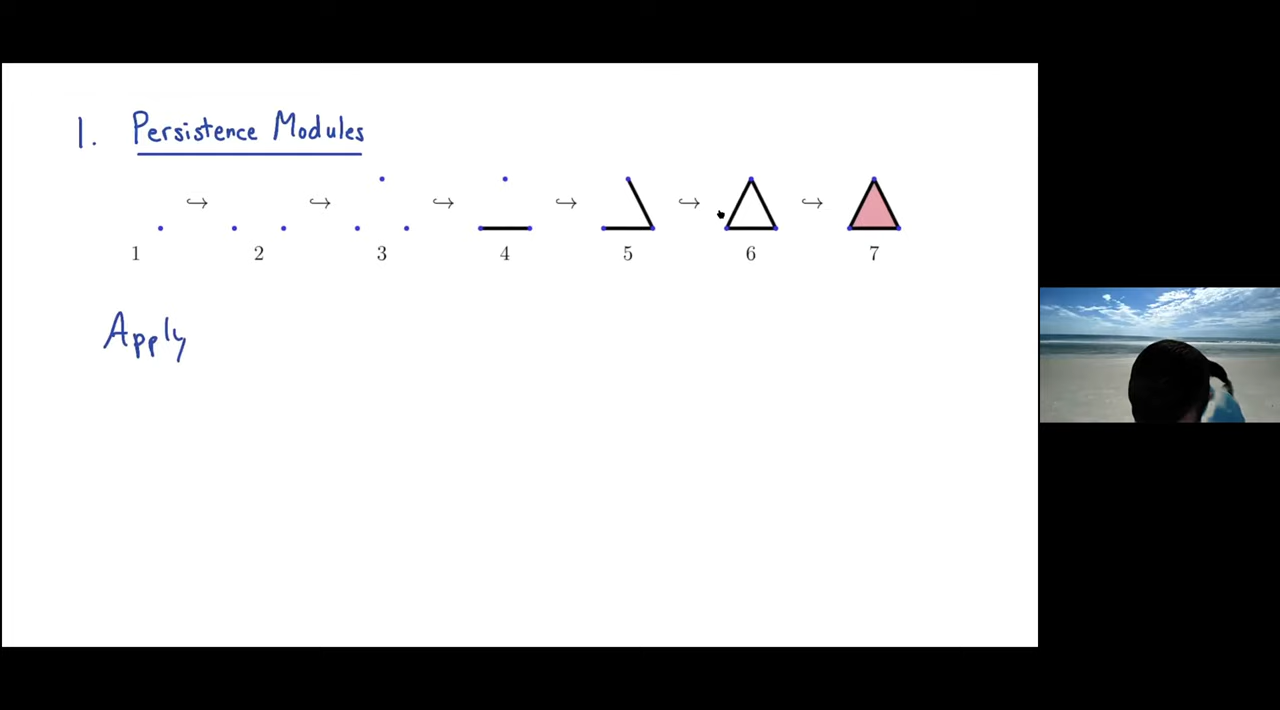 1. Persistence Modules
↪ ↪ ↪ ↪ ↪ ↪
1 2 3 4 5 6 7
Apply